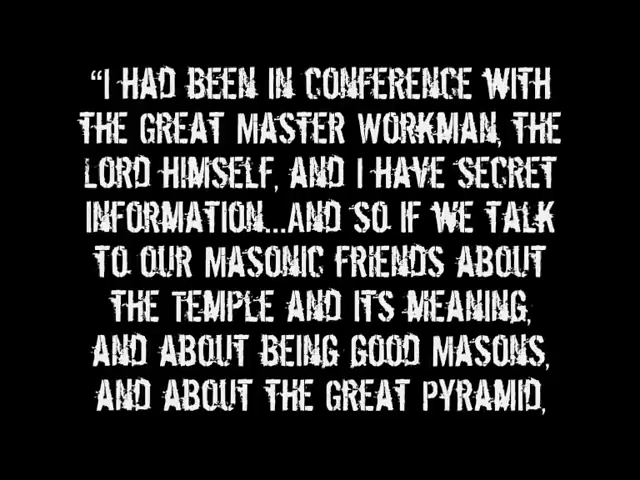 “I HAD BEEN IN CONFERENCE WITH
THE GREAT MASTER WORKMAN, THE
LORD HIMSELF, AND I HAVE SECRET
INFORMATION...AND SO IF WE TALK
TO OUR MASONIC FRIENDS ABOUT
THE TEMPLE AND ITS MEANING,
AND ABOUT BEING GOOD MASONS,
AND ABOUT THE GREAT PYRAMID,